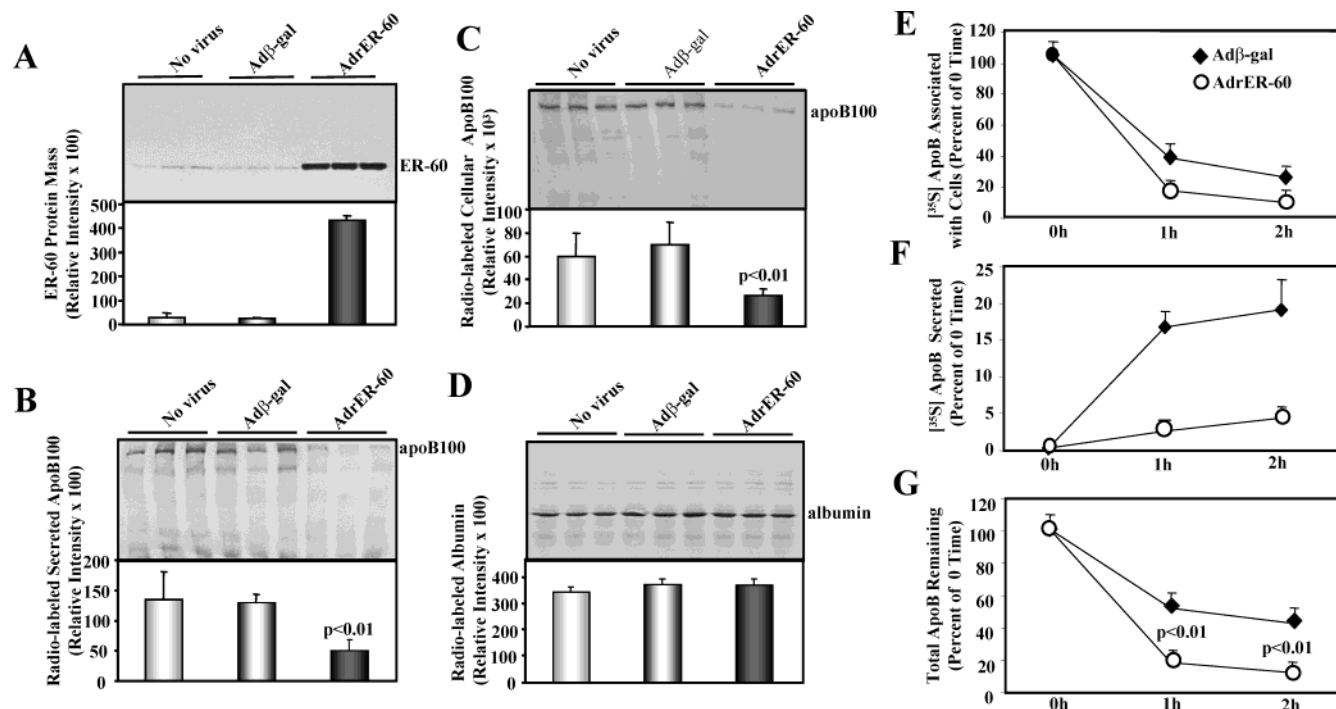 A
No virus
Adβ-gal
AdrER-60
ER-60
ER-60 Protein Mass
(Relative Intensity x 100)
500
400
300
200
100
0
B
No virus
Adβ-gal
AdrER-60
apoB100
Radio-labeled Secreted ApoB100
(Relative Intensity x 100)
200
150
100
50
0
p<0.01
C
No virus
Adβ-gal
AdrER-60
apoB100
Radio-labeled Cellular ApoB100
(Relative Intensity x 10³)
100
80
60
40
20
0
p<0.01
D
No virus
Adβ-gal
AdrER-60
albumin
Radio-labeled Albumin
(Relative Intensity x 100)
400
300
200
100
0
E
Adβ-gal
AdrER-60
[³⁵S] ApoB Associated
with Cells (Percent of 0 Time)
120
100
80
60
40
20
0
0h
1h
2h
F
[³⁵S] ApoB Secreted
(Percent of 0 Time)
25
20
15
10
5
0
0h
1h
2h
G
Total ApoB Remaining
(Percent of 0 Time)
120
100
80
60
40
20
0
p<0.01
p<0.01
0h
1h
2h